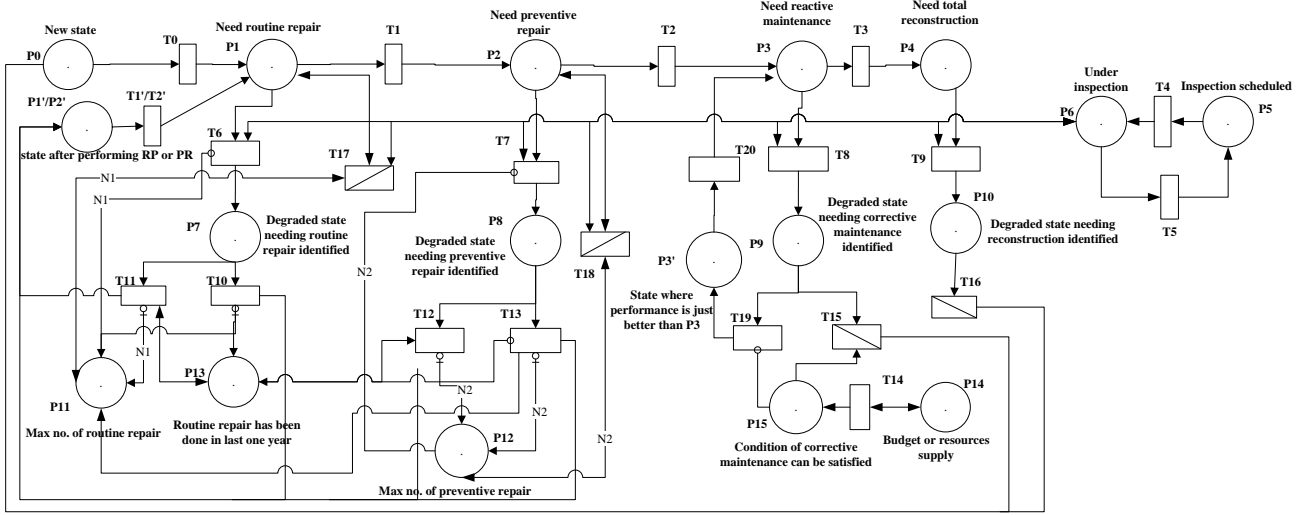 New state
P0
T0
Need routine repair
P1
T1
Need preventive
repair
P2
T2
Need reactive
maintenance
P3
T3
Need total
reconstruction
P4
Under
inspection
P6
T4
Inspection scheduled
P5
T5
P1'/P2'
T1'/T2'
state after performing RP or PR
T6
T17
T7
T20
T8
T9
N1
N1
P7
Degraded state
needing routine
repair identified
P8
Degraded state
needing preventive
repair identified
T18
N2
P3'
P9
Degraded state
needing corrective
maintenance
identified
P10
Degraded state needing
reconstruction identified
T11
T10
T16
State where
performance is just
better than P3
T12
T13
T19
T15
N1
P13
P11
Max no. of routine repair
Routine repair has been
done in last one year
N2
N2
N2
P12
Max no. of preventive repair
T14
P14
P15
Condition of corrective
maintenance can be satisfied
Budget or resources
supply